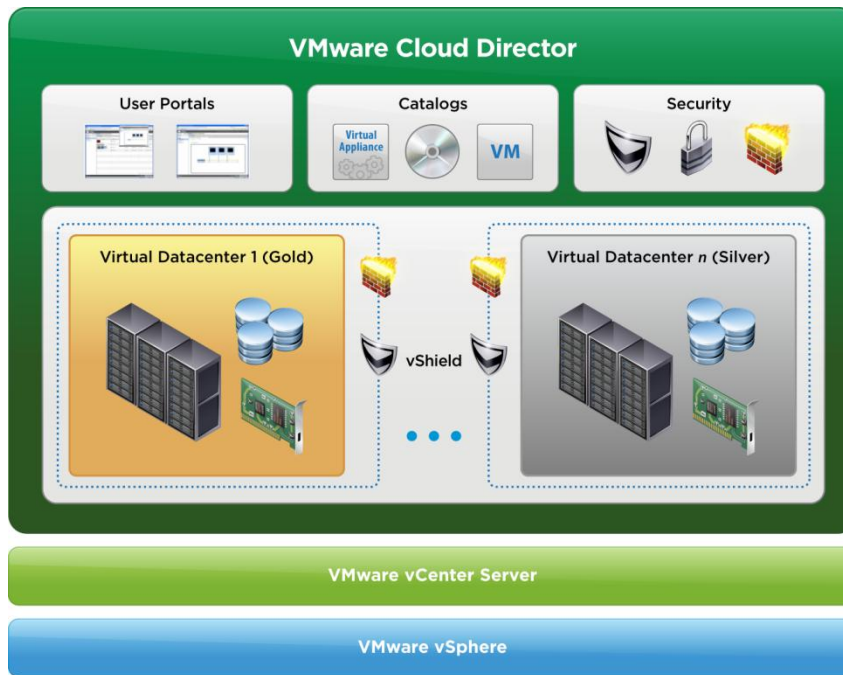 VMware Cloud Director
User Portals
Catalogs
Security
Virtual
Appliance
VM
Virtual Datacenter 1 (Gold)
Virtual Datacenter n (Silver)
vShield
VMware vCenter Server
VMware vSphere